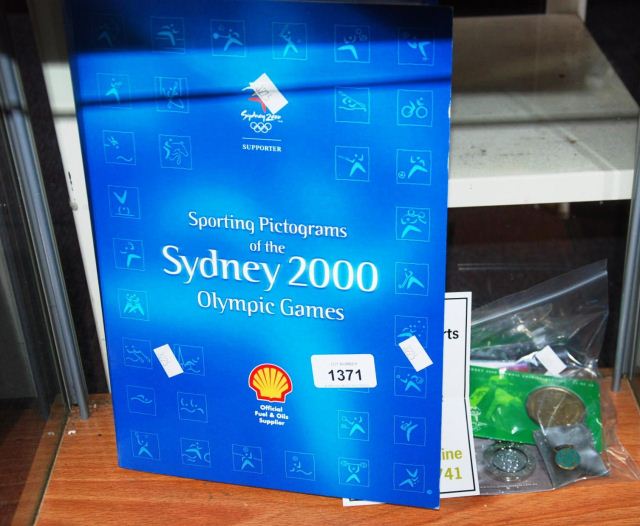 Sydney 2000
SUPPORTER
Sporting Pictograms
of the
Sydney 2000
Olympic Games
LOT NUMBER
1371
Official
Fuel & Oils
Supplier
rts
ine
741